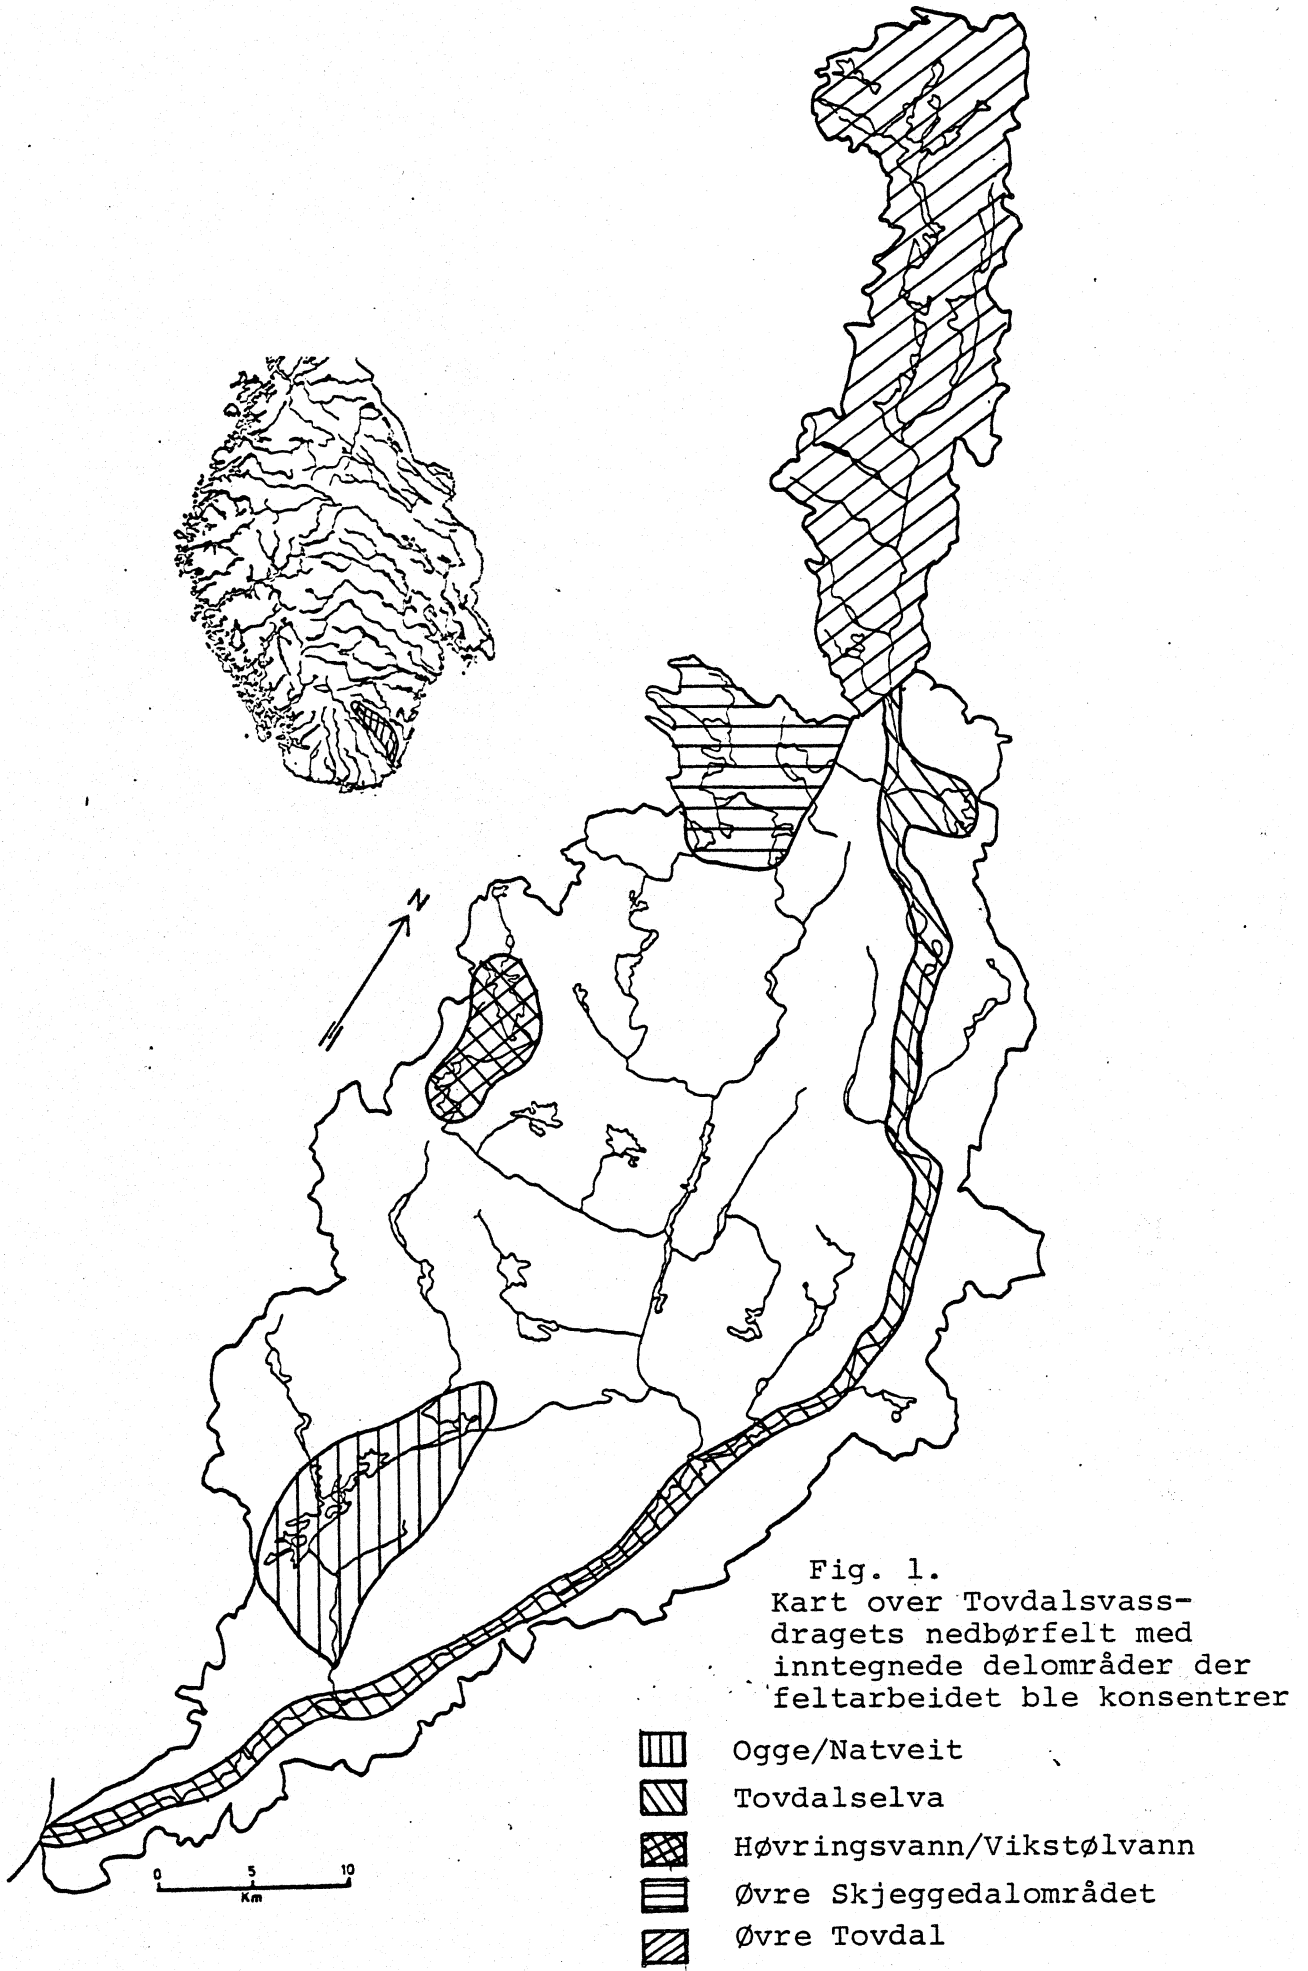 N
Fig. 1.
Kart over Tovdalsvass-
dragets nedbørfelt med
inntegnede delområder der
feltarbeidet ble konsentrer
Ogge/Natveit
Tovdalselva
Høvringsvann/Vikstølvann
Øvre Skjeggedalområdet
Øvre Tovdal
0 5 10
Km